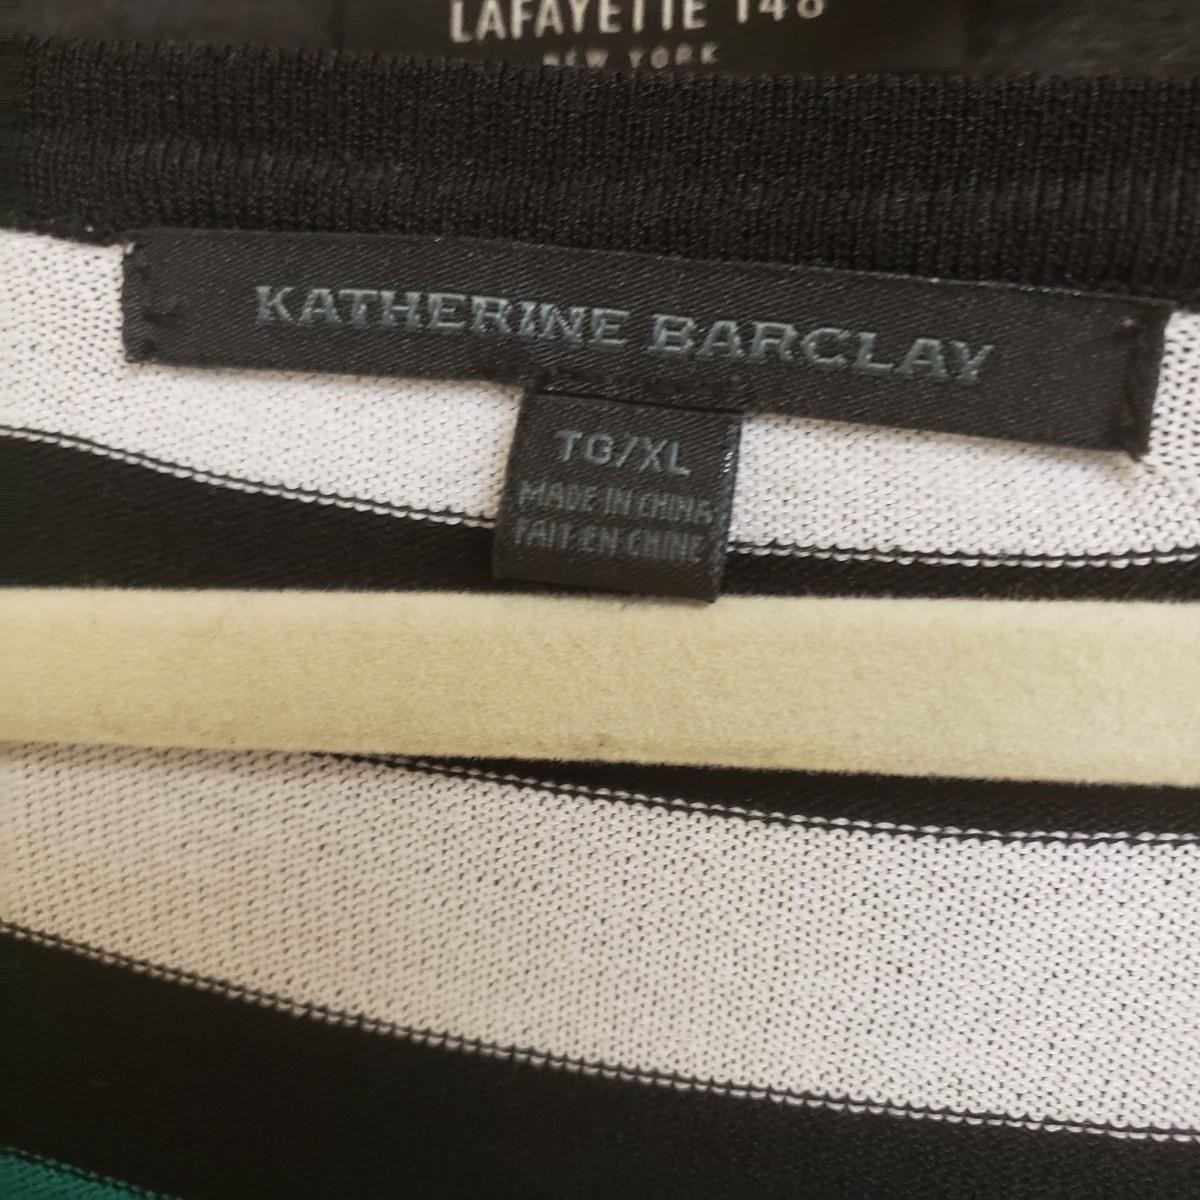 LAFAYETTE 148
NEW YORK
KATHERINE BARCLAY
TG/XL
MADE IN CHINA
FAIT EN CHINE